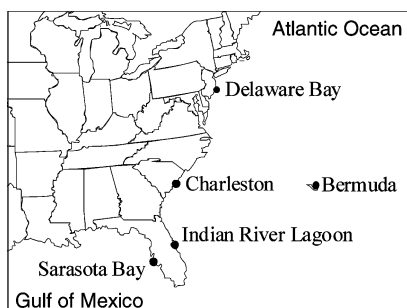 Atlantic Ocean
Delaware Bay
Charleston
Bermuda
Indian River Lagoon
Sarasota Bay
Gulf of Mexico